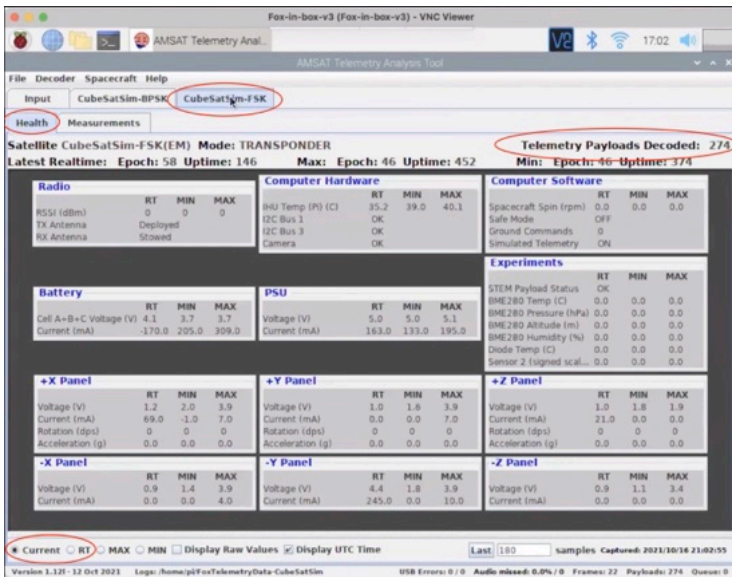 Fox-in-box-v3 (Fox-in-box-v3) - VNC Viewer
AMSAT Telemetry Anal...
17:02
AMSAT Telemetry Analysis Tool
File Decoder Spacecraft Help
Input CubeSatSim-BPSK CubeSatSim-FSK
Health Measurements
Satellite CubeSatSim-FSK(EM) Mode: TRANSPONDER Telemetry Payloads Decoded: 274
Latest Realtime: Epoch: 58 Uptime: 146 Max: Epoch: 46 Uptime: 452 Min: Epoch: 46 Uptime: 374
Radio
RT MIN MAX
RSSI (dBm) 0 0 0
TX Antenna Deployed
RX Antenna Stowed
Computer Hardware
RT MIN MAX
IHU Temp (Pi) (C) 35.2 39.0 40.1
I2C Bus 1 OK
I2C Bus 3 OK
Camera OK
Computer Software
RT MIN MAX
Spacecraft Spin (rpm) 0.0 0.0 0.0
Safe Mode OFF
Ground Commands 0
Simulated Telemetry ON
Battery
RT MIN MAX
Cell A+B+C Voltage (V) 4.1 3.7 3.7
Current (mA) -170.0 205.0 309.0
PSU
RT MIN MAX
Voltage (V) 5.0 5.0 5.1
Current (mA) 163.0 133.0 195.0
Experiments
RT MIN MAX
STEM Payload Status OK
BME280 Temp (C) 0.0 0.0 0.0
BME280 Pressure (hPa) 0.0 0.0 0.0
BME280 Altitude (m) 0.0 0.0 0.0
BME280 Humidity (%) 0.0 0.0 0.0
Diode Temp (C) 0.0 0.0 0.0
Sensor 2 (signed scal... 0.0 0.0 0.0
+X Panel
RT MIN MAX
Voltage (V) 1.2 2.0 3.9
Current (mA) 69.0 -1.0 7.0
Rotation (dps) 0 0 0
Acceleration (g) 0.0 0.0 0.0
+Y Panel
RT MIN MAX
Voltage (V) 1.0 1.6 3.9
Current (mA) 0.0 0.0 7.0
Rotation (dps) 0 0 0
Acceleration (g) 0.0 0.0 0.0
+Z Panel
RT MIN MAX
Voltage (V) 1.0 1.8 1.9
Current (mA) 21.0 0.0 0.0
Rotation (dps) 0 0 0
Acceleration (g) 0.0 0.0 0.0
-X Panel
RT MIN MAX
Voltage (V) 0.9 1.4 3.9
Current (mA) 0.0 0.0 4.0
-Y Panel
RT MIN MAX
Voltage (V) 4.4 1.8 3.9
Current (mA) 245.0 0.0 10.0
-Z Panel
RT MIN MAX
Voltage (V) 0.9 1.1 3.4
Current (mA) 0.0 0.0 0.0
Current RT MAX MIN Display Raw Values Display UTC Time Last 180 samples Captured: 2021/10/16 21:02:55
Version 1.12l - 12 Oct 2021 Logs: /home/pi/FoxTelemetryData-CubeSatSim USB Errors: 0 / 0 Audio missed: 0.0% / 0 Frames: 22 Payloads: 274 Queue: 0